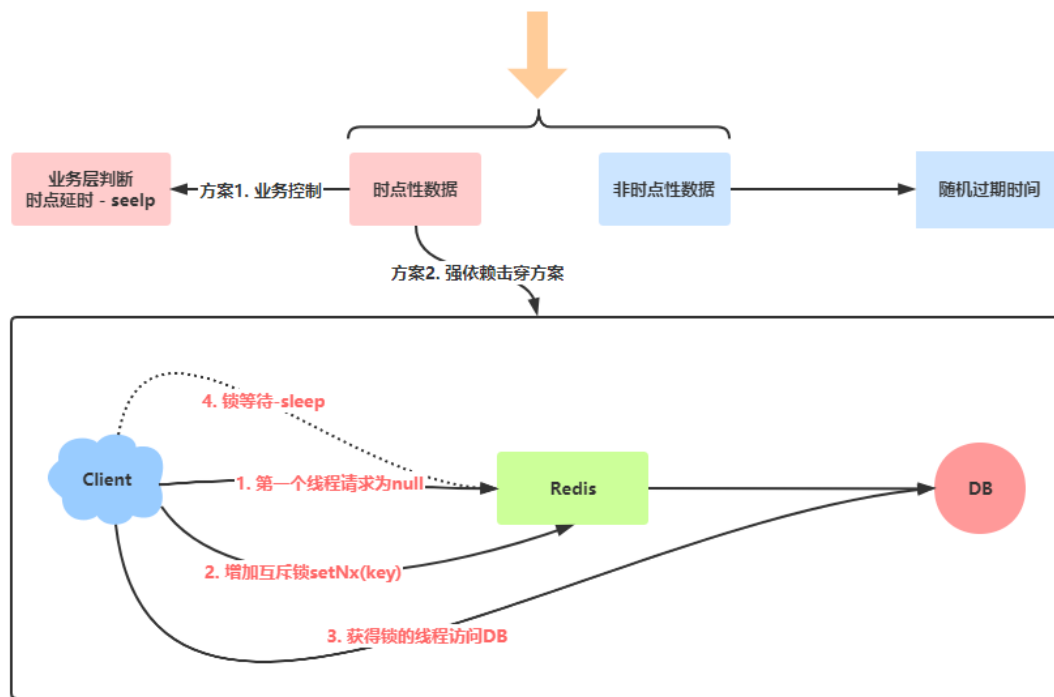 业务层判断
时点延时 - seelp
方案1. 业务控制
时点性数据
非时点性数据
随机过期时间
方案2. 强依赖击穿方案
4. 锁等待-sleep
Client
1. 第一个线程请求为null
Redis
DB
2. 增加互斥锁setNx(key)
3. 获得锁的线程访问DB